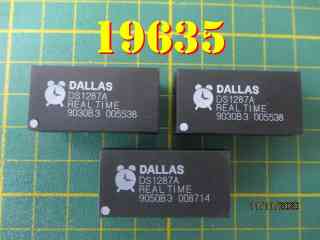 19635
DALLAS
DS1287A
REAL TIME
9030B3 005538
DALLAS
DS1287A
REAL TIME
9030B3 005538
DALLAS
DS1287A
REAL TIME
9050B3 008714